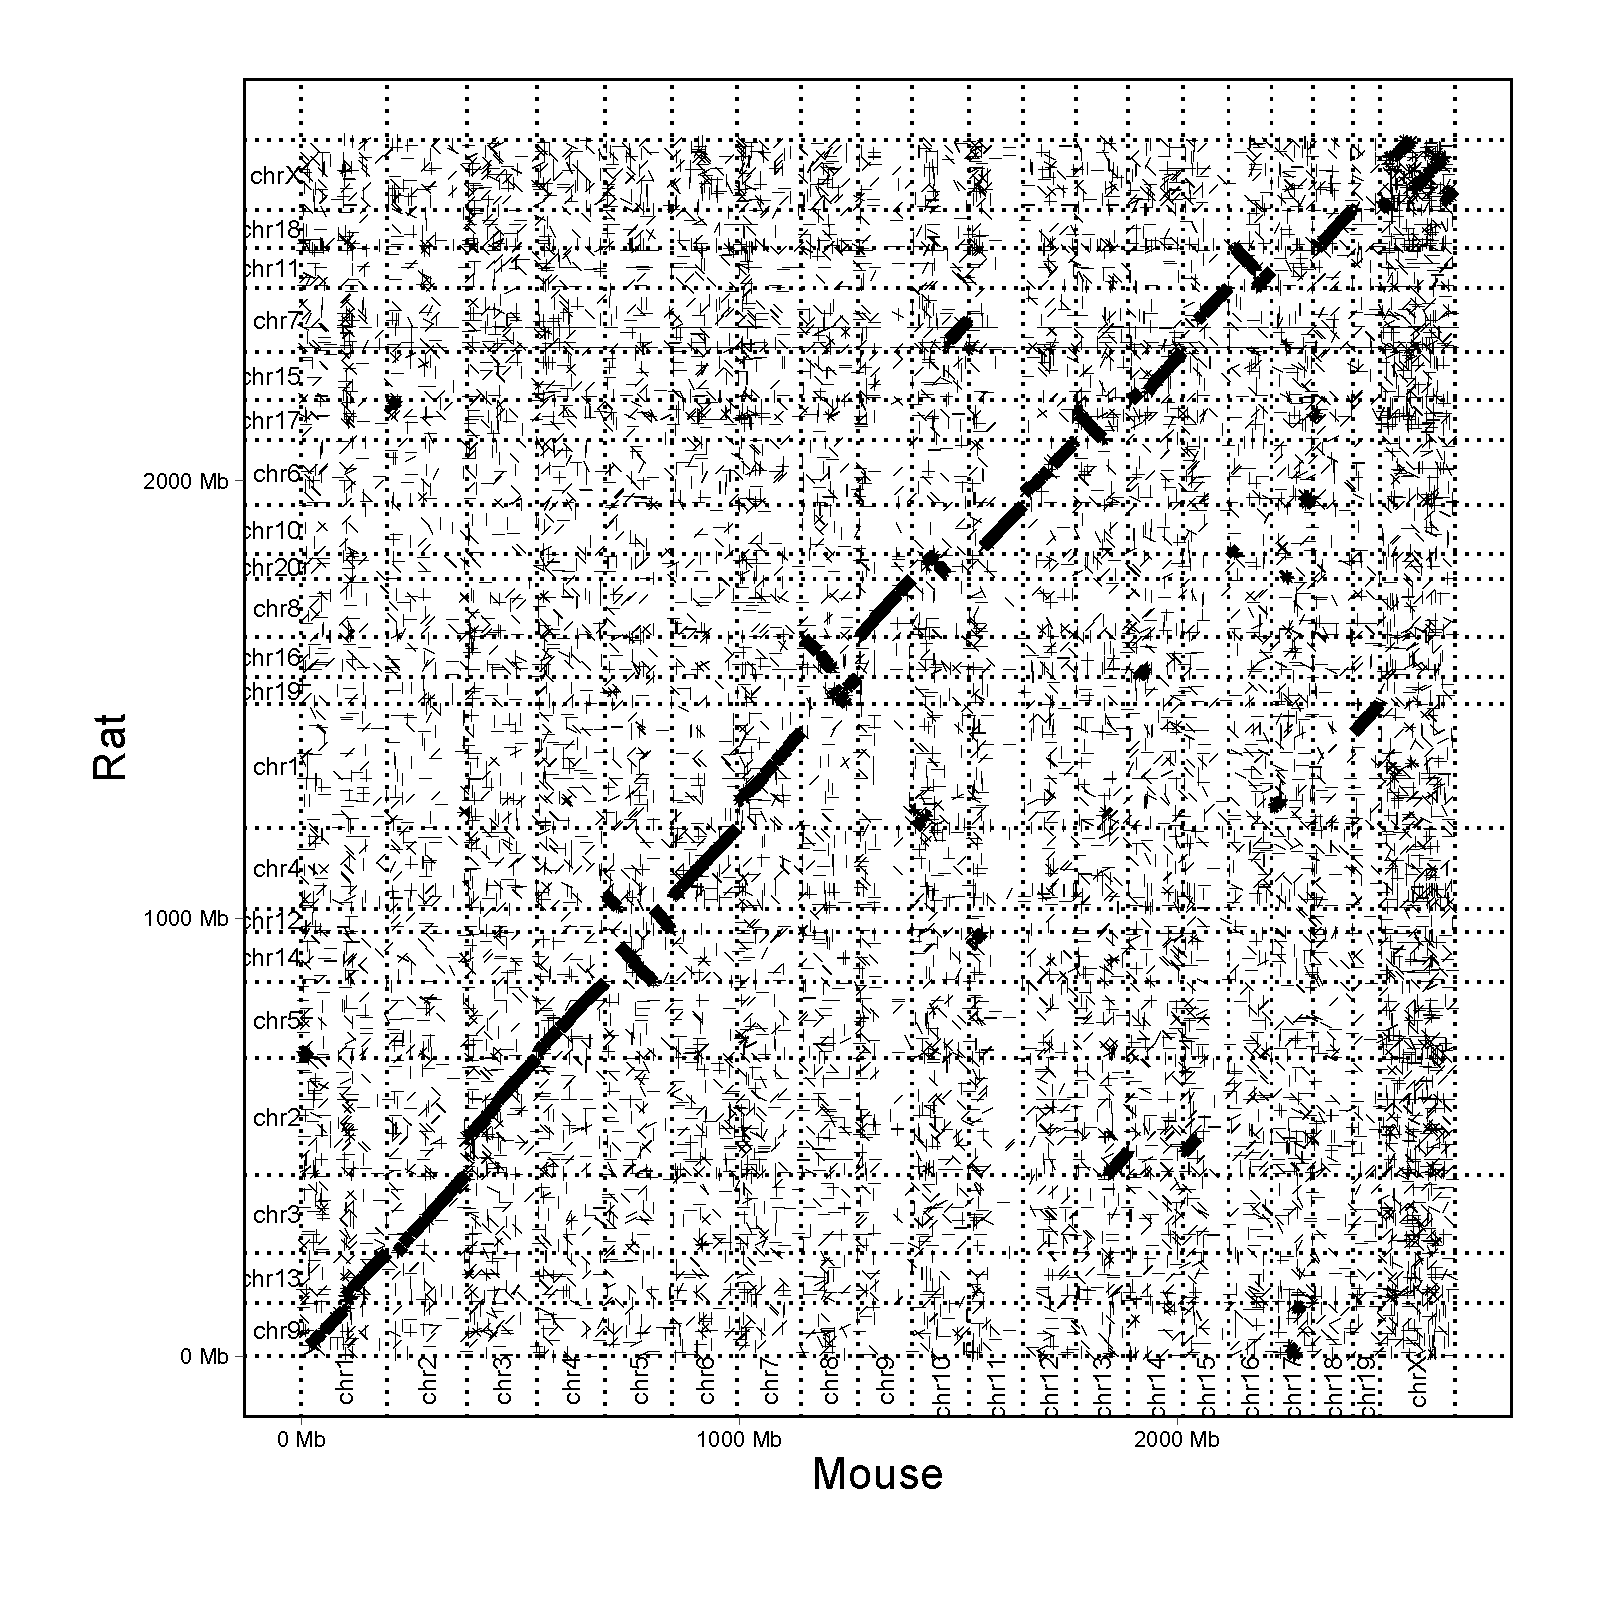 chrX
chr18
chr11
chr7
chr15
chr17
2000 Mb
chr6
chr10
chr20
chr8
chr16
chr19
Rat
chr1
chr4
1000 Mb
chr12
chr14
chr5
chr2
chr3
chr13
chr9
0 Mb
chr1
chr2
chr3
chr4
chr5
chr6
chr7
chr8
chr9
chr10
chr11
chr12
chr13
chr14
chr15
chr16
chr17
chr18
chr19
chrX
0 Mb
1000 Mb
2000 Mb
Mouse